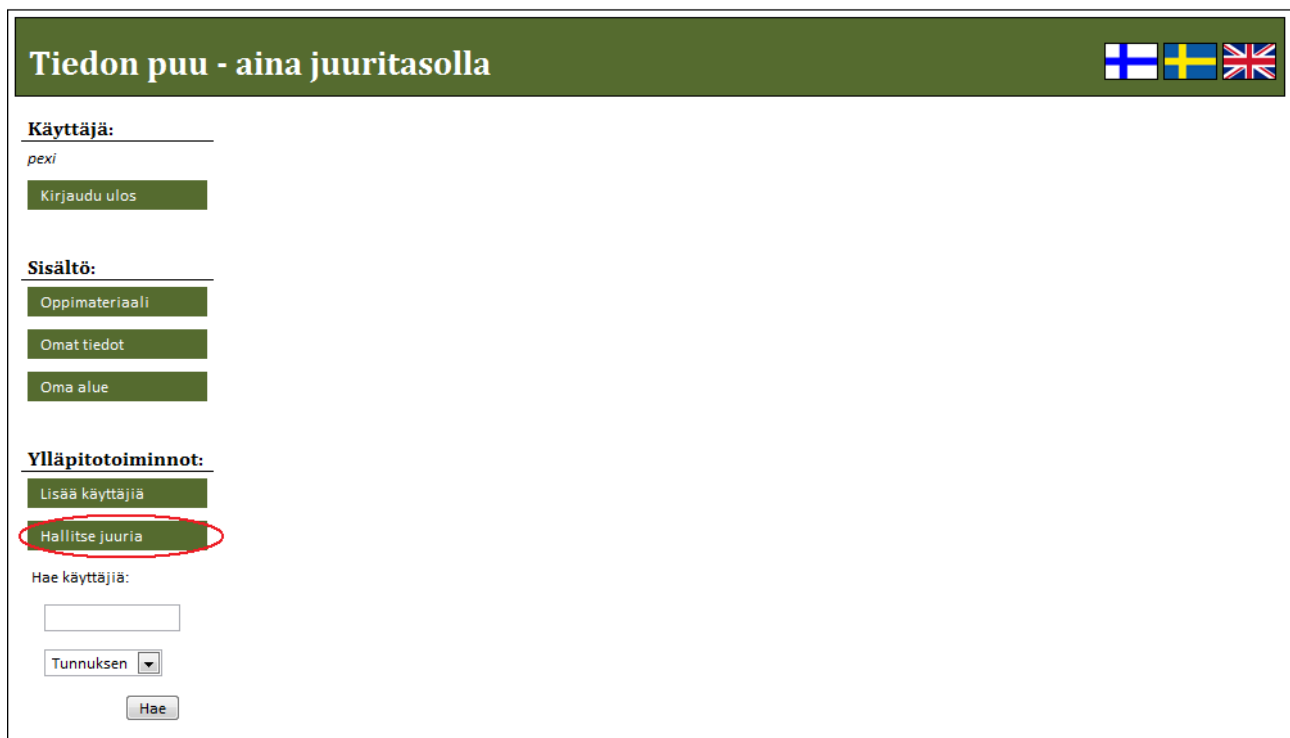 Tiedon puu - aina juuritasolla
Käyttäjä:
pexi
Kirjaudu ulos
Sisältö:
Oppimateriaali
Omat tiedot
Oma alue
Ylläpitotoiminnot:
Lisää käyttäjiä
Hallitse juuria
Hae käyttäjiä:
Tunnuksen
Hae